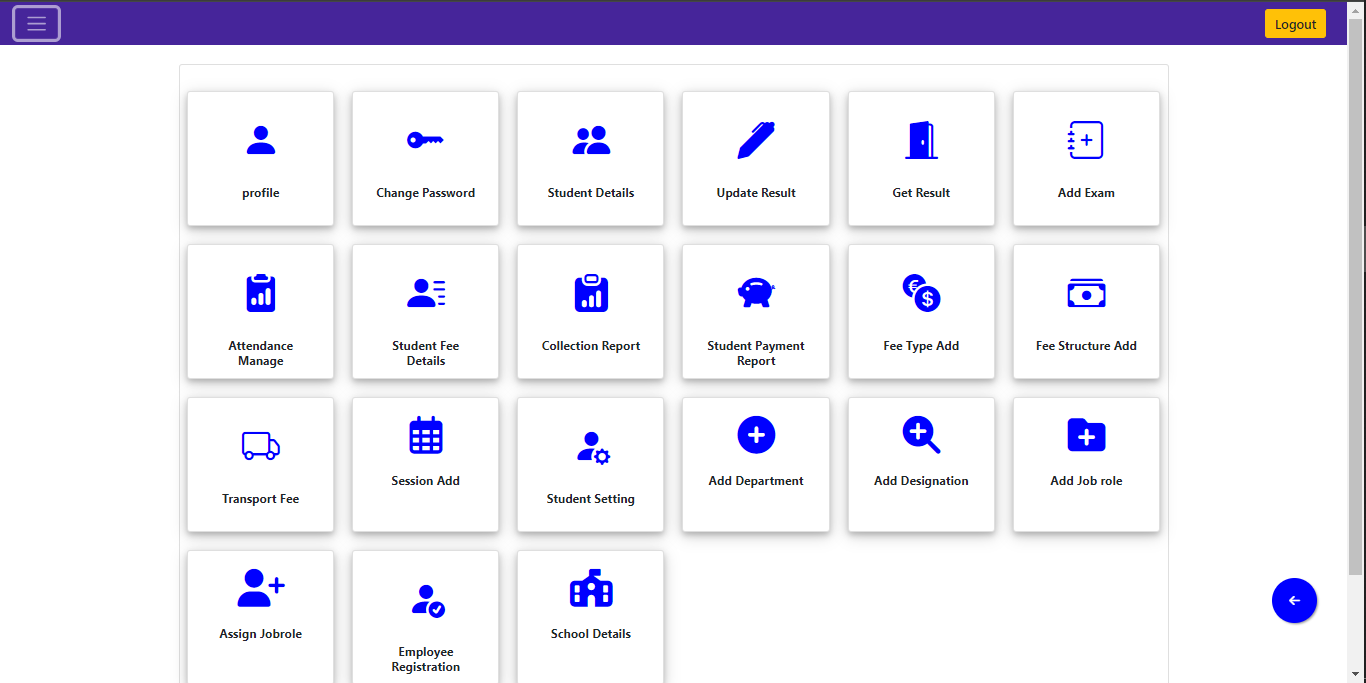 Logout
profile
Change Password
Student Details
Update Result
Get Result
Add Exam
Attendance
Manage
Student Fee
Details
Collection Report
Student Payment
Report
Fee Type Add
Fee Structure Add
Transport Fee
Session Add
Student Setting
Add Department
Add Designation
Add Job role
Assign Jobrole
Employee
Registration
School Details